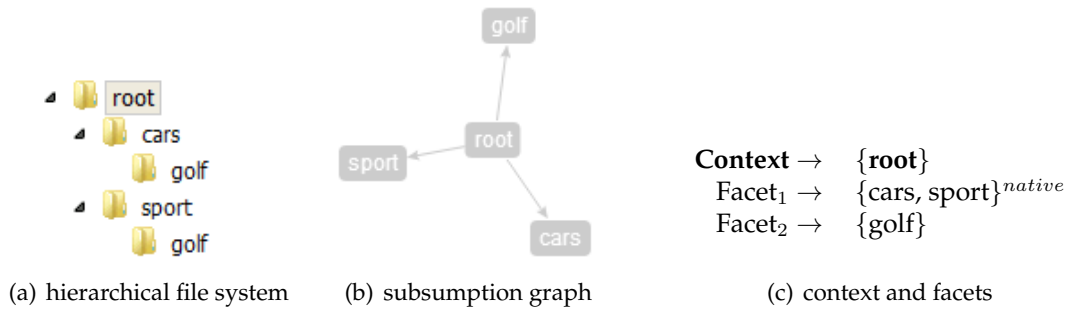 root
cars
golf
sport
golf
(a) hierarchical file system
golf
root
sport
cars
(b) subsumption graph
Context → {root}
Facet₁ → {cars, sport}ⁿᵃᵗⁱᵛᵉ
Facet₂ → {golf}
(c) context and facets